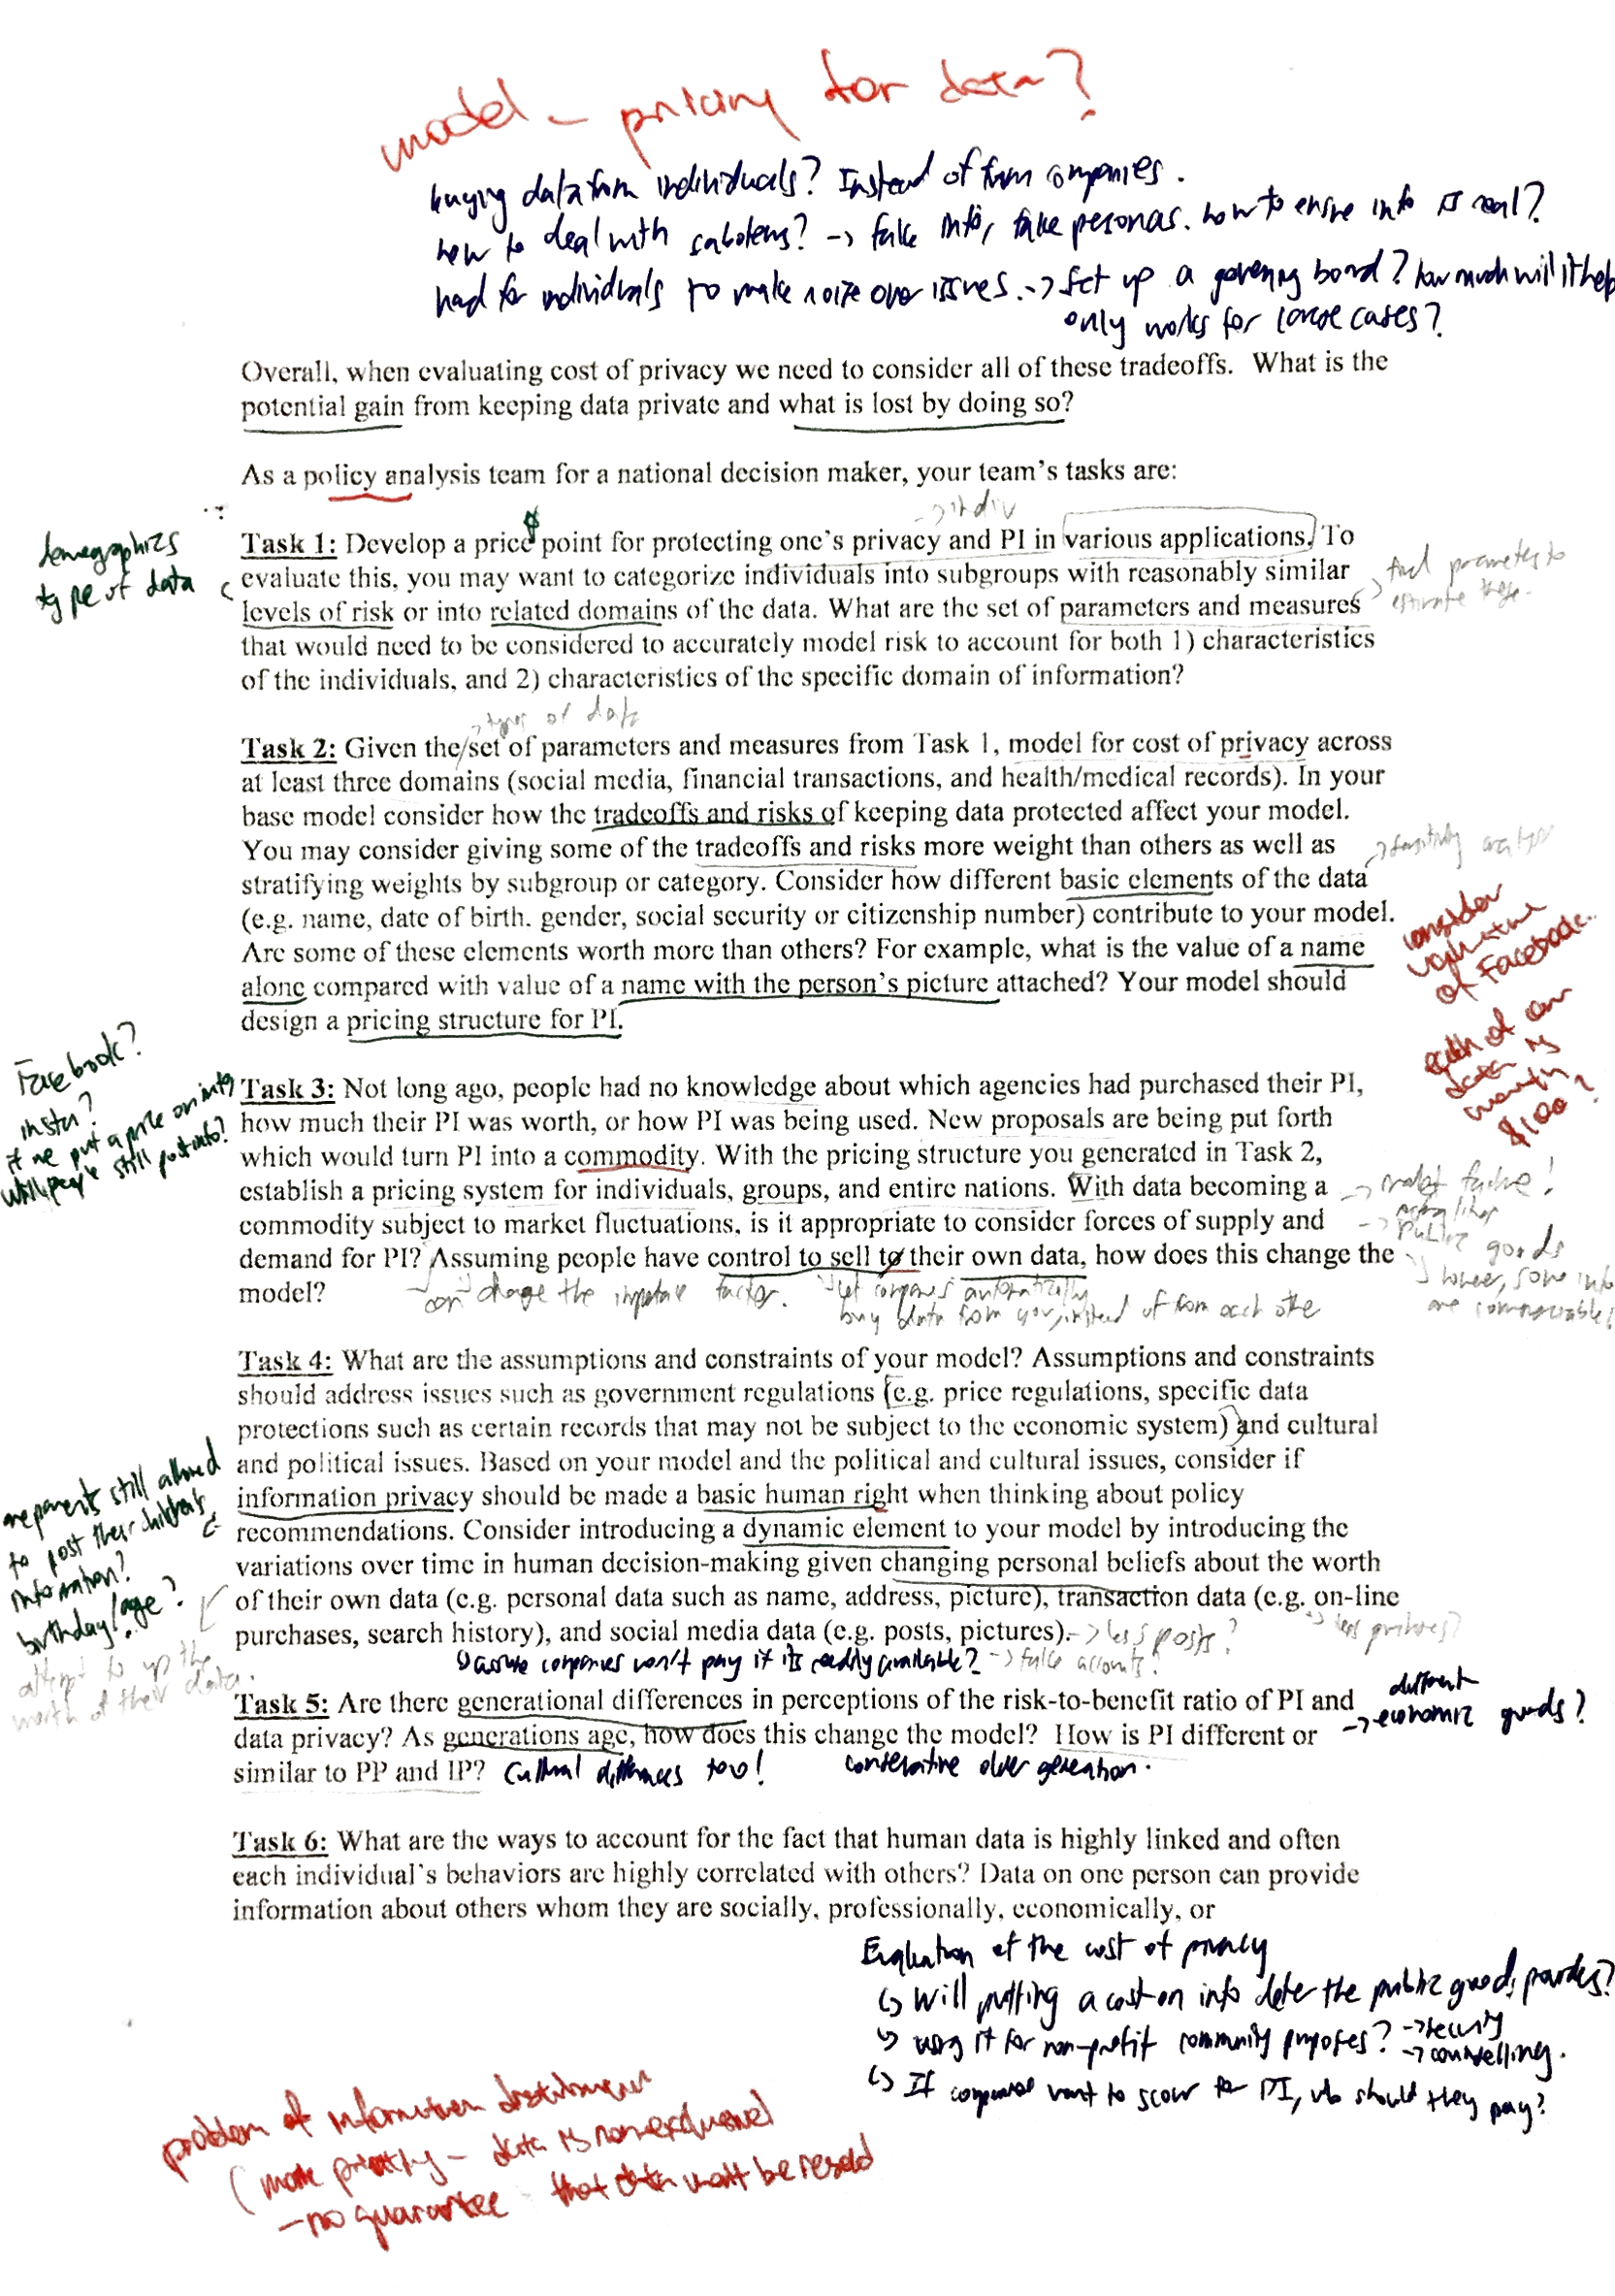 model - pricing for data?
buying data from individuals? Instead of from companies.
how to deal with saboteurs? -> fake info, fake personas. how to ensure info is real?
hard for individuals to make noise over issues. -> set up a governing board? how much will it help
only works for large cases?
Overall, when evaluating cost of privacy we need to consider all of these tradeoffs.  What is the
potential gain from keeping data private and what is lost by doing so?
As a policy analysis team for a national decision maker, your team's tasks are:
-> indiv
demographics
type of data
$
Task 1: Develop a price point for protecting one's privacy and PI in various applications. To
evaluate this, you may want to categorize individuals into subgroups with reasonably similar
levels of risk or into related domains of the data. What are the set of parameters and measures
that would need to be considered to accurately model risk to account for both 1) characteristics
of the individuals, and 2) characteristics of the specific domain of information?
find parameters to
estimate these.
-> types of data
Task 2: Given the set of parameters and measures from Task 1, model for cost of privacy across
at least three domains (social media, financial transactions, and health/medical records). In your
base model consider how the tradeoffs and risks of keeping data protected affect your model.
You may consider giving some of the tradeoffs and risks more weight than others as well as
stratifying weights by subgroup or category. Consider how different basic elements of the data
(e.g. name, date of birth. gender, social security or citizenship number) contribute to your model.
Are some of these elements worth more than others? For example, what is the value of a name
alone compared with value of a name with the person's picture attached? Your model should
design a pricing structure for PI.
-> sensitivity
consider
of Facebook..
each of our
data is
worth
$100?
Facebook?
insta?
if we put a price on info
will people still post info?
Task 3: Not long ago, people had no knowledge about which agencies had purchased their PI,
how much their PI was worth, or how PI was being used. New proposals are being put forth
which would turn PI into a commodity. With the pricing structure you generated in Task 2,
establish a pricing system for individuals, groups, and entire nations. With data becoming a
commodity subject to market fluctuations, is it appropriate to consider forces of supply and
demand for PI? Assuming people have control to sell to their own data, how does this change the
model?
-> market failure!
-> public goods
however, some info
are
can change the factor.
let companies automatically
buy data from you, instead of from each other
Task 4: What are the assumptions and constraints of your model? Assumptions and constraints
should address issues such as government regulations (e.g. price regulations, specific data
protections such as certain records that may not be subject to the economic system) and cultural
and political issues. Based on your model and the political and cultural issues, consider if
information privacy should be made a basic human right when thinking about policy
recommendations. Consider introducing a dynamic element to your model by introducing the
variations over time in human decision-making given changing personal beliefs about the worth
of their own data (e.g. personal data such as name, address, picture), transaction data (e.g. on-line
purchases, search history), and social media data (e.g. posts, pictures).
-> less posts?
-> less purchases?
assume companies won't pay if its readily available? -> fake accounts?
are parents still allowed
to post their children's
information?
birthday/age?
attempt to up the
worth of their data.
Task 5: Are there generational differences in perceptions of the risk-to-benefit ratio of PI and
data privacy? As generations age, how does this change the model?  How is PI different or
similar to PP and IP?
different
-> economic goods?
Cultural differences too!
conservative older generation.
Task 6: What are the ways to account for the fact that human data is highly linked and often
each individual's behaviors are highly correlated with others? Data on one person can provide
information about others whom they are socially, professionally, economically, or
Evaluation of the cost of privacy
Will putting a cost on info deter the public goods provides?
using it for non-profit community purposes? -> security
-> counselling.
If companies want to scour for PI, who should they pay?
problem of information
(more priority - data is nonexclusive
- no guarantee that data won't be resold